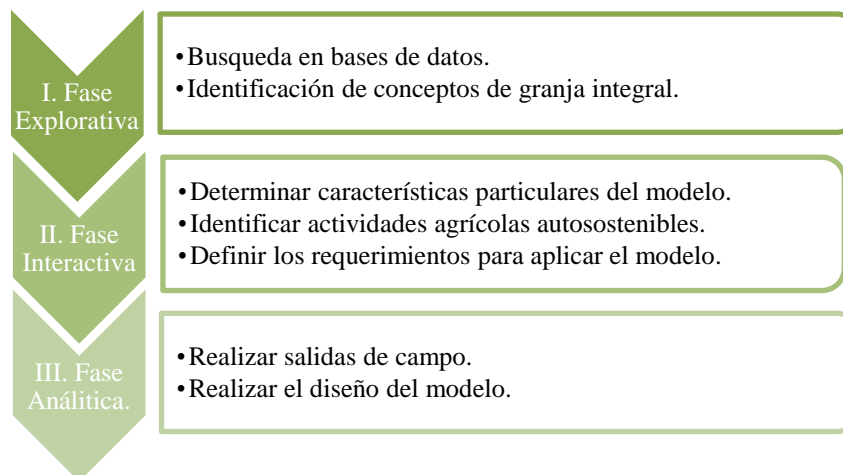 I. Fase
Explorativa
•Busqueda en bases de datos.
•Identificación de conceptos de granja integral.
II. Fase
Interactiva
•Determinar características particulares del modelo.
•Identificar actividades agrícolas autosostenibles.
•Definir los requerimientos para aplicar el modelo.
III. Fase
Análitica.
•Realizar salidas de campo.
•Realizar el diseño del modelo.